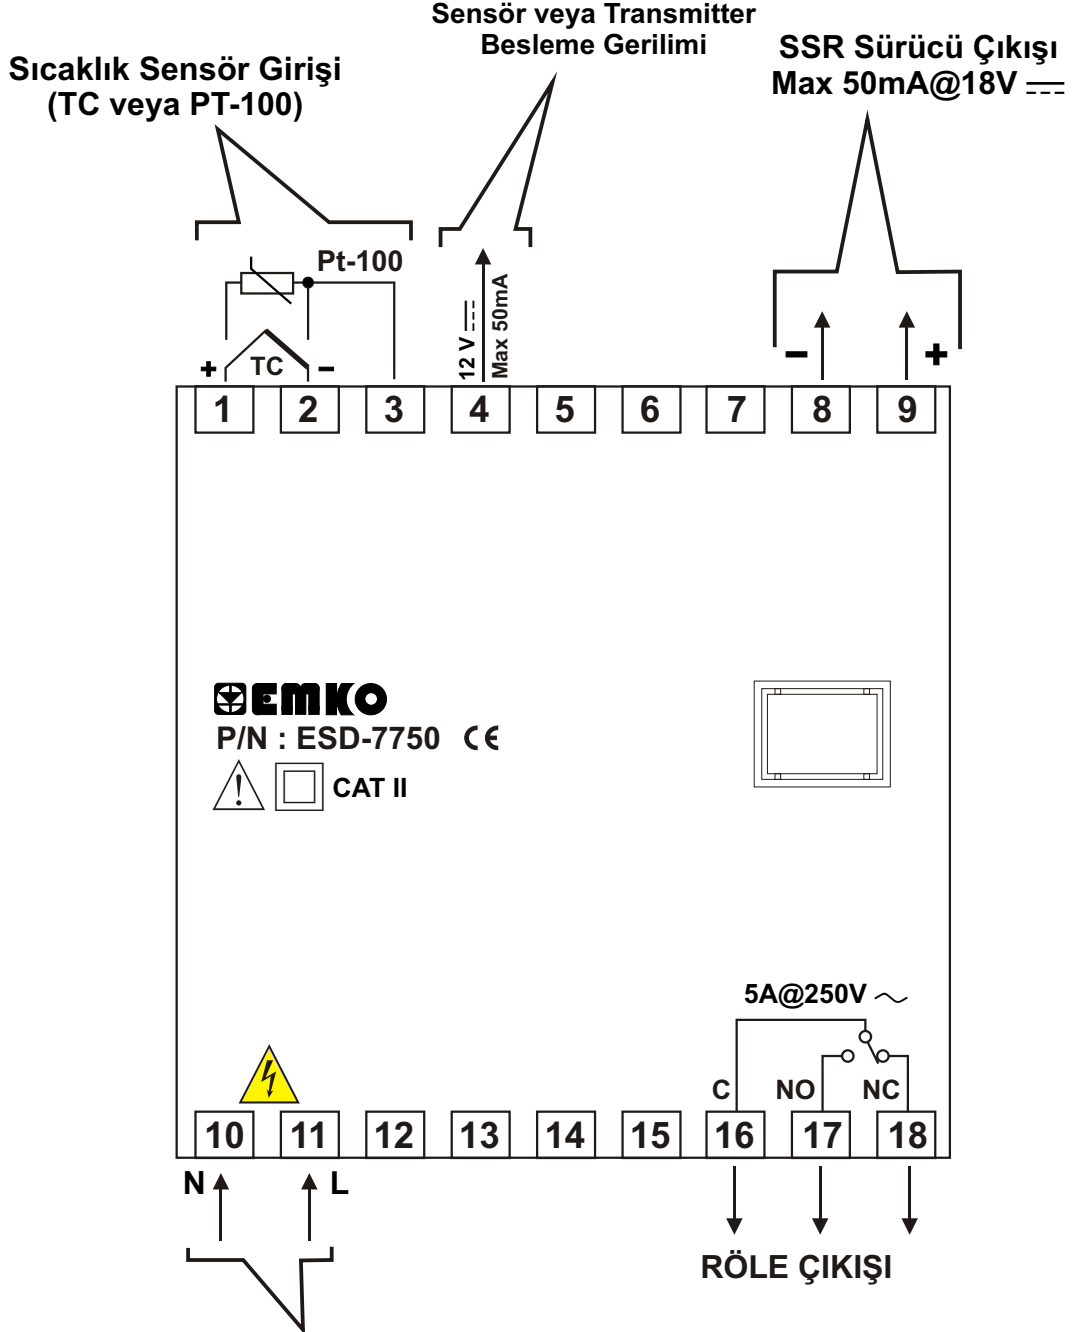 Sensör veya Transmitter
Besleme Gerilimi
SSR Sürücü Çıkışı
Max 50mA@18V
Sıcaklık Sensör Girişi
(TC veya PT-100)
Pt-100
12 V
Max 50mA
+ TC −
− +
1 2 3 4 5 6 7 8 9
EMKO
P/N : ESD-7750 CE
CAT II
5A@250V
C NO NC
10 11 12 13 14 15 16 17 18
N L
RÖLE ÇIKIŞI